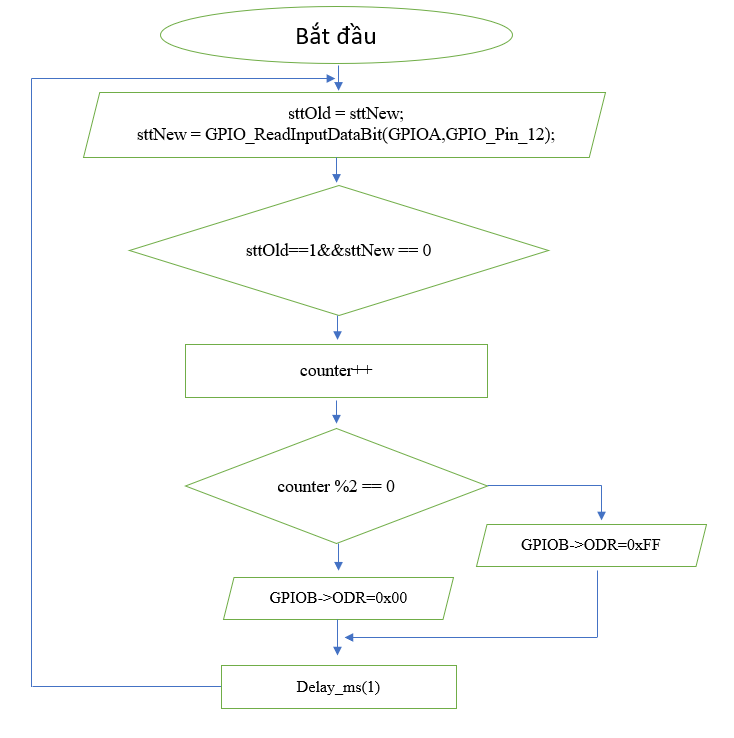 Bắt đầu
sttOld = sttNew;
sttNew = GPIO_ReadInputDataBit(GPIOA,GPIO_Pin_12);
sttOld==1&&sttNew == 0
counter++
counter %2 == 0
GPIOB->ODR=0xFF
GPIOB->ODR=0x00
Delay_ms(1)